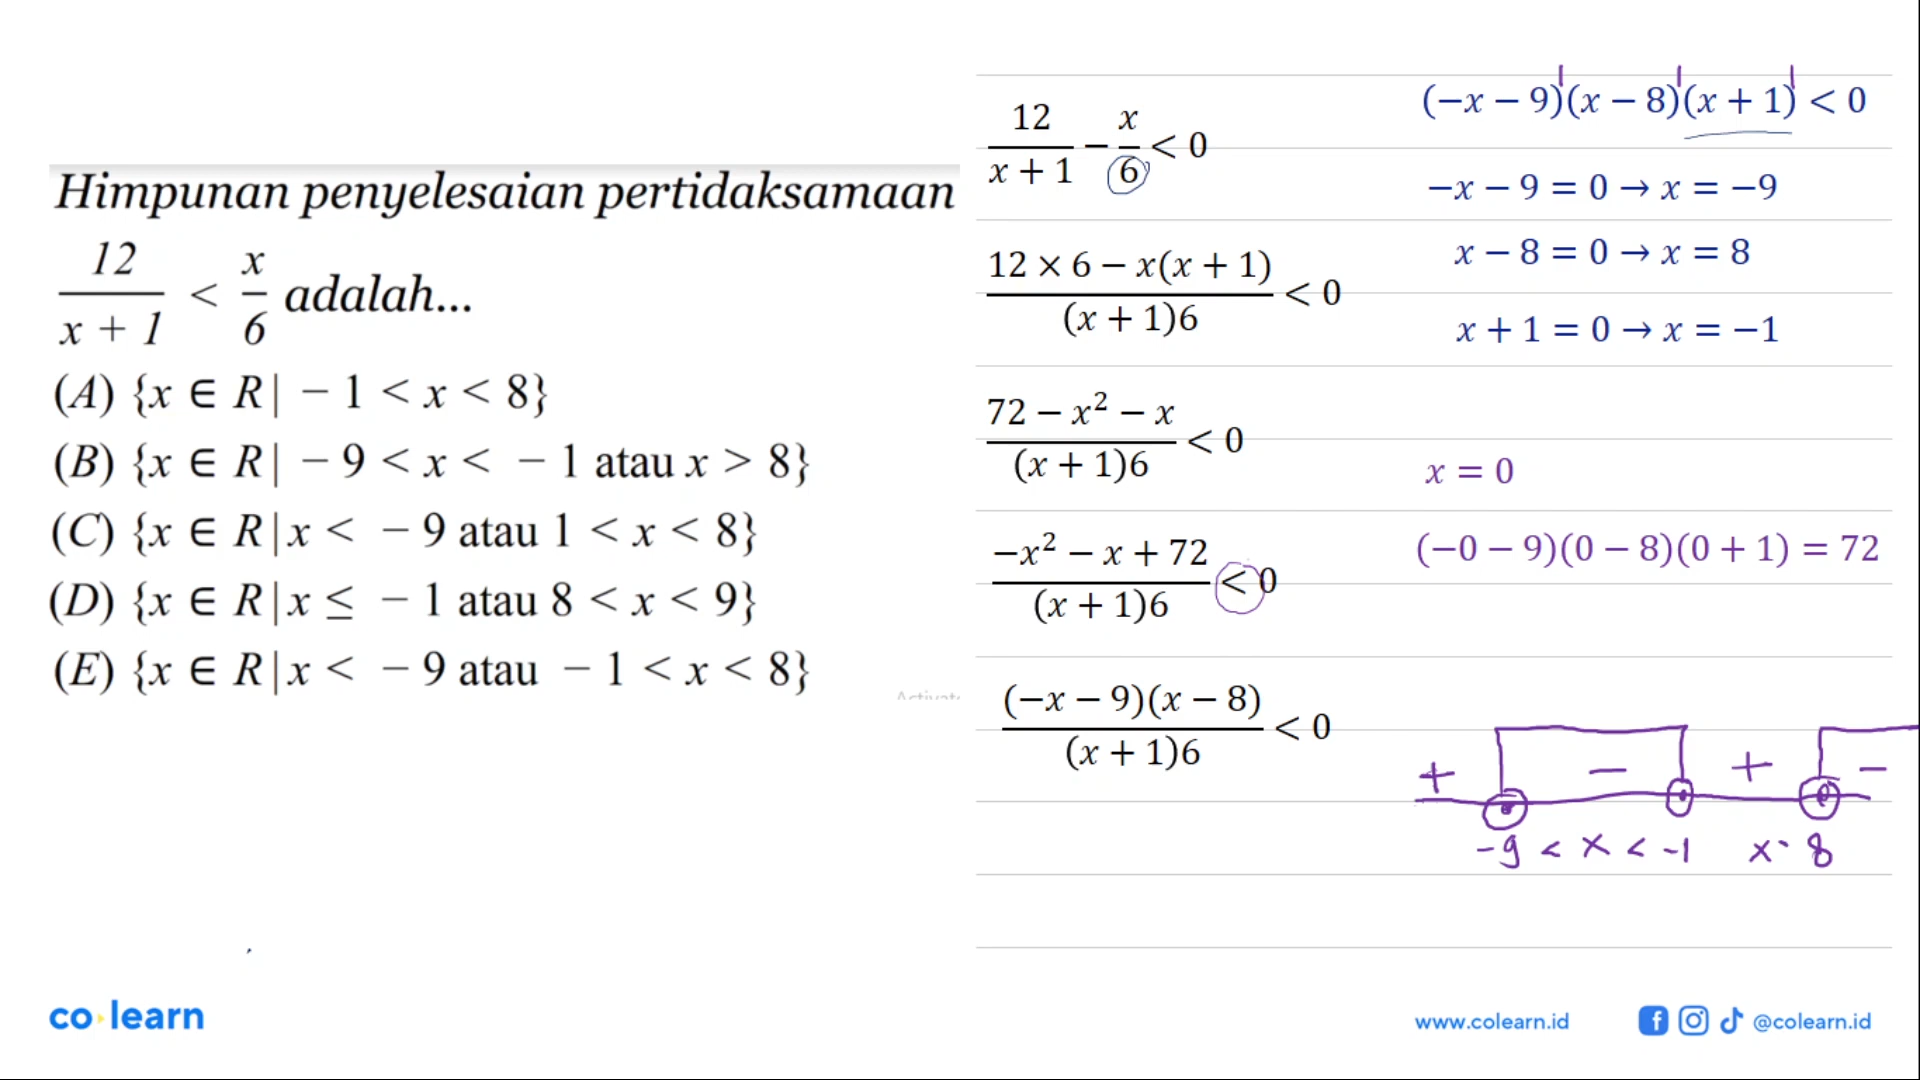 Himpunan penyelesaian pertidaksamaan
12/(x + 1) < x/6 adalah...
(A) {x ∈ R| − 1 < x < 8}
(B) {x ∈ R| − 9 < x < − 1 atau x > 8}
(C) {x ∈ R|x < − 9 atau 1 < x < 8}
(D) {x ∈ R|x ≤ − 1 atau 8 < x < 9}
(E) {x ∈ R|x < − 9 atau − 1 < x < 8}
12/(x + 1) − x/6 < 0
(12 × 6 − x(x + 1))/((x + 1)6) < 0
(72 − x² − x)/((x + 1)6) < 0
(−x² − x + 72)/((x + 1)6) < 0
((−x − 9)(x − 8))/((x + 1)6) < 0
(−x − 9)(x − 8)(x + 1) < 0
−x − 9 = 0 → x = −9
x − 8 = 0 → x = 8
x + 1 = 0 → x = −1
x = 0
(−0 − 9)(0 − 8)(0 + 1) = 72
+ − + −
-9 < x < -1 x 8
co learn
www.colearn.id
@colearn.id